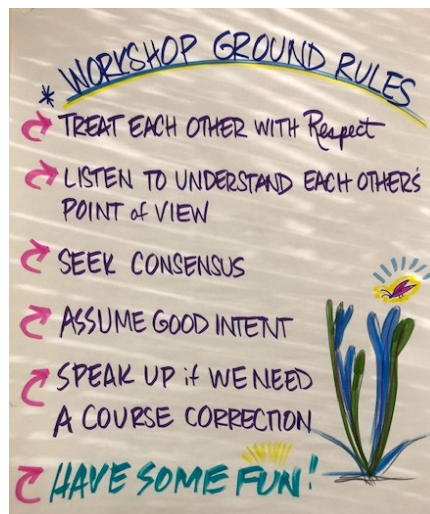 * WORKSHOP GROUND RULES
TREAT EACH OTHER WITH Respect
LISTEN TO UNDERSTAND EACH OTHER'S
POINT of VIEW
SEEK CONSENSUS
ASSUME GOOD INTENT
SPEAK UP if WE NEED
A COURSE CORRECTION
HAVE SOME FUN!